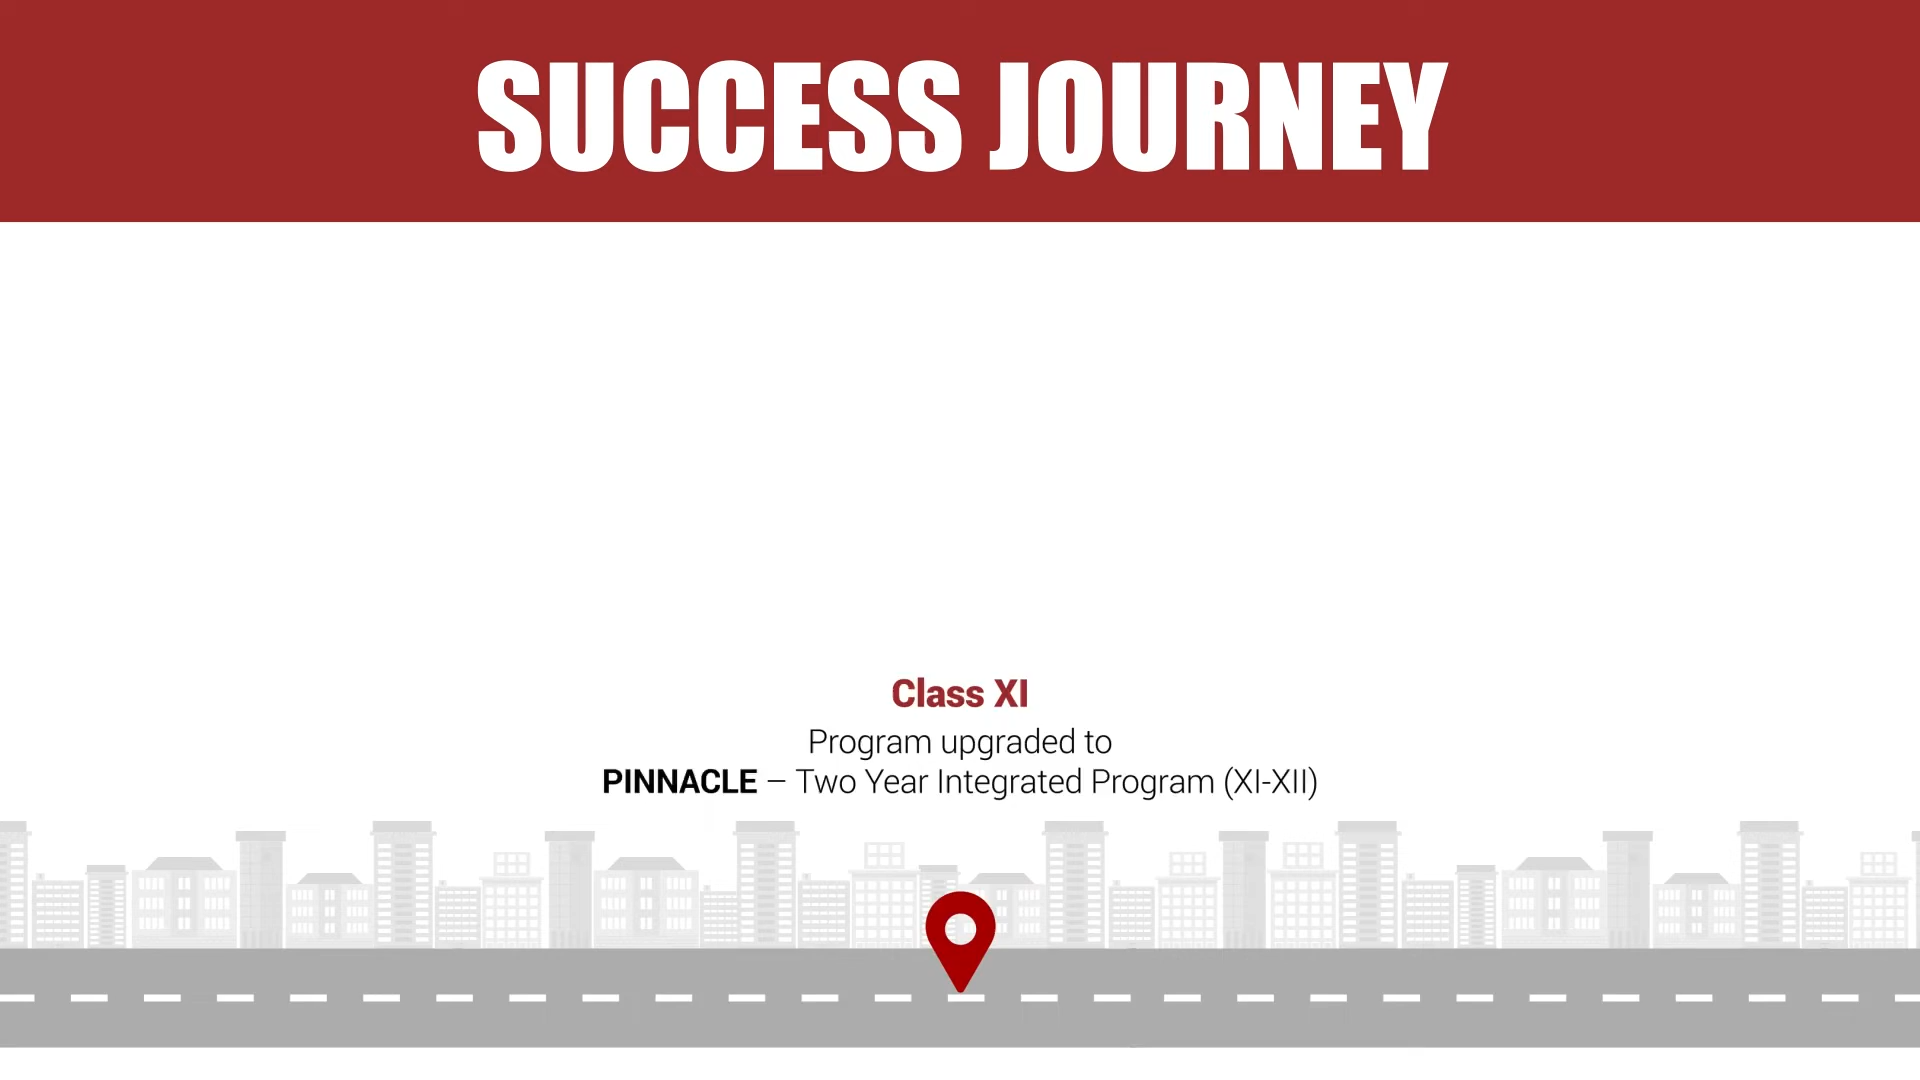 SUCCESS JOURNEY
Class XI
Program upgraded to
PINNACLE – Two Year Integrated Program (XI-XII)